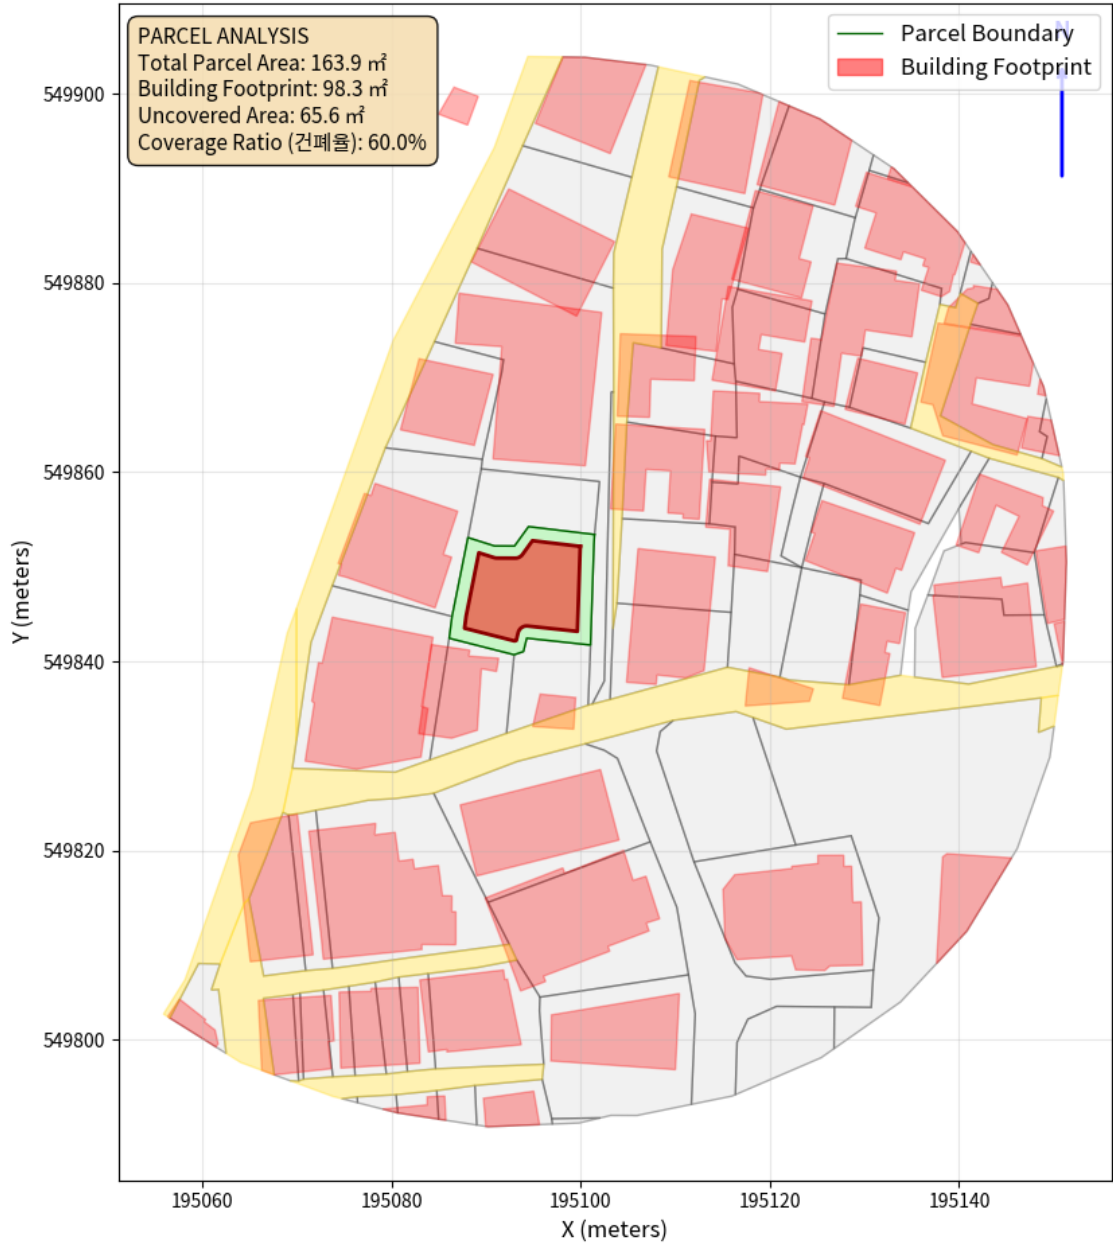 PARCEL ANALYSIS
Total Parcel Area: 163.9 ㎡
Building Footprint: 98.3 ㎡
Uncovered Area: 65.6 ㎡
Coverage Ratio (건폐율): 60.0%
N
Parcel Boundary
Building Footprint
549900
549880
549860
549840
549820
549800
Y (meters)
195060 195080 195100 195120 195140
X (meters)